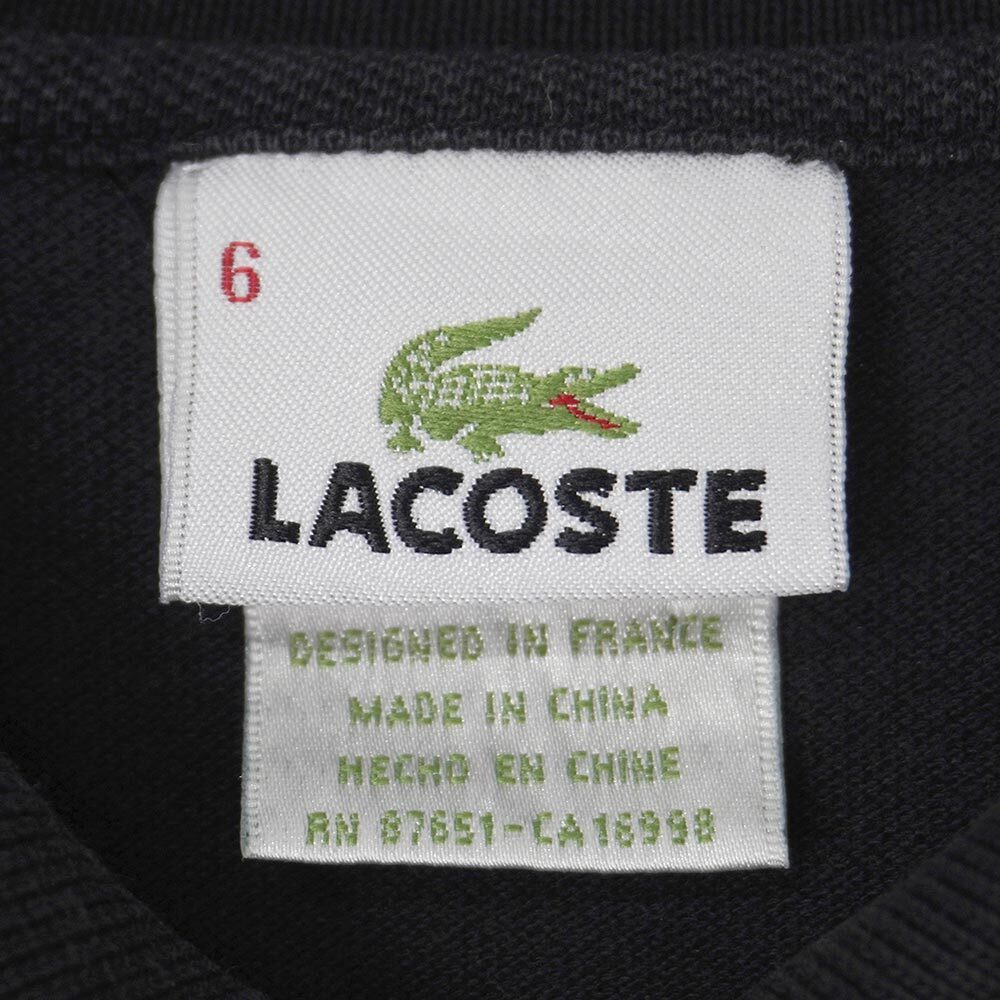 6
LACOSTE
DESIGNED IN FRANCE
MADE IN CHINA
HECHO EN CHINE
RN 87651-CA16998